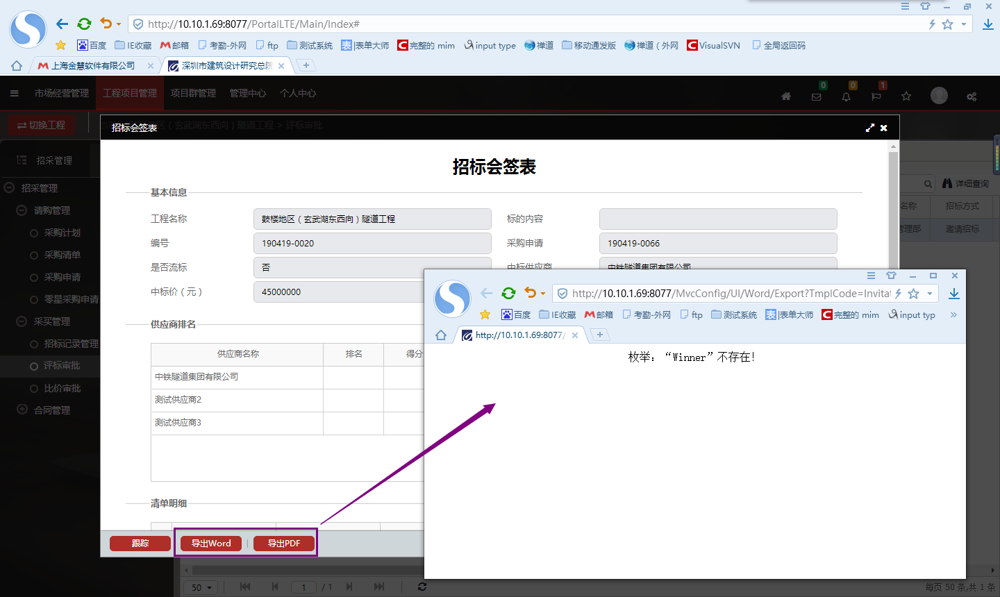 http://10.10.1.69:8077/PortalLTE/Main/Index#
百度 IE收藏 邮箱 考勤-外网 ftp 测试系统 表 |表单大师 完整的 mim input type 禅道 移动通发版 禅道（外网 VisualSVN 全局返回码
上海金慧软件有限公司 深圳市建筑设计研究总院
市场经营管理 工程项目管理 项目群管理 管理中心 个人中心 0 0 1
切换工程 区（玄武湖东西向）隧道工程 > 评标审批
招标会签表
招采管理
招采管理
请购管理
采购计划
采购清单
采购申请
零星采购申请
采买管理
招标记录管理
评标审批
比价审批
合同管理
详细查询
名称 招标方式
管理部 邀请招标
招标会签表
基本信息
工程名称 鼓楼地区（玄武湖东西向）隧道工程 标的内容
编号 190419-0020 采购申请 190419-0066
是否流标 否 中标供应商 中铁隧道集团有限公司
中标价（元） 45000000
供应商排名
供应商名称 排名 得分
中铁隧道集团有限公司
测试供应商2
测试供应商3
清单明细
跟踪 导出Word | 导出PDF
50 1 / 1 每页 50 条,共 1 条
http://10.10.1.69:8077/MvcConfig/UI/Word/Export?TmplCode=Invitat
百度 IE收藏 邮箱 考勤-外网 ftp 测试系统 表 |表单大师 完整的 mim input typ »
http://10.10.1.69:8077/
枚举：“Winner”不存在！